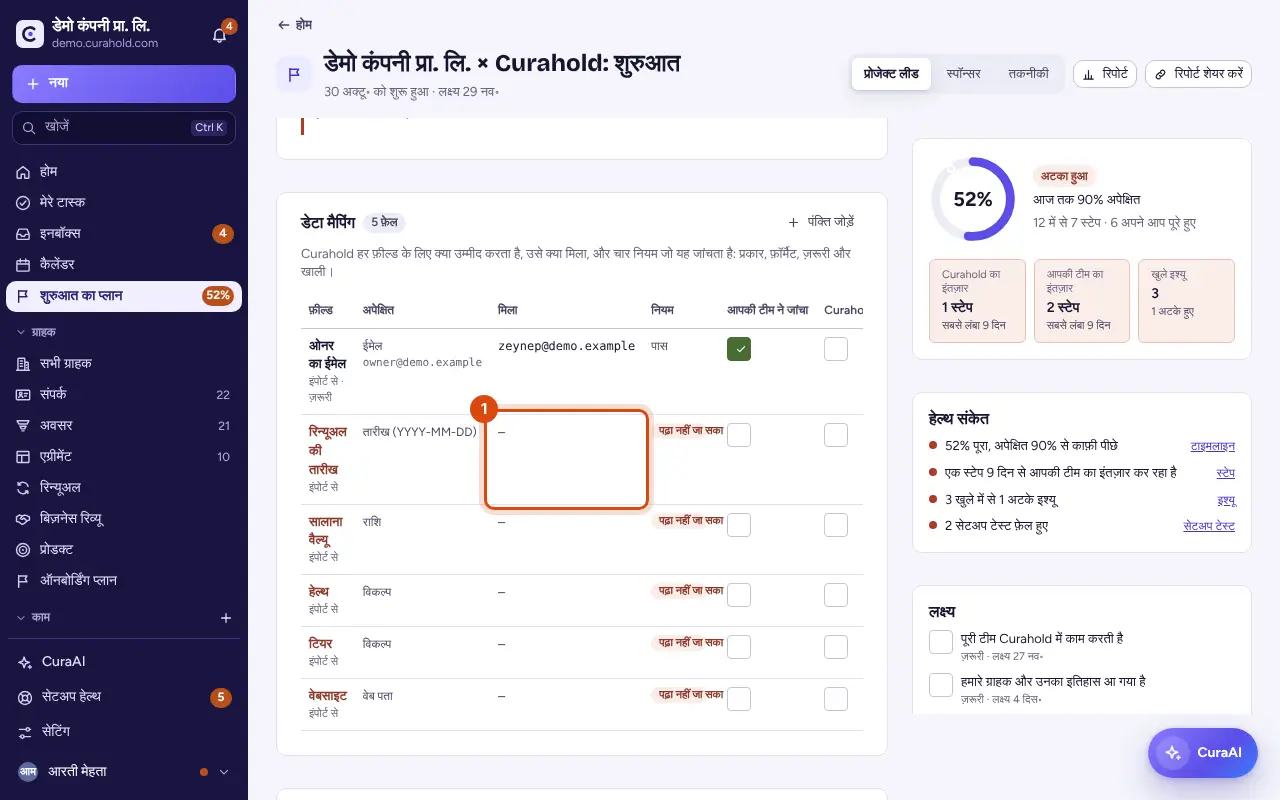 डेमो कंपनी प्रा. लि.
demo.curahold.com
4
+ नया
खोजें Ctrl K
होम
मेरे टास्क
इनबॉक्स 4
कैलेंडर
शुरुआत का प्लान 52%
ग्राहक
सभी ग्राहक
संपर्क 22
अवसर 21
एग्रीमेंट 10
रिन्यूअल
बिज़नेस रिव्यू
प्रोडक्ट
ऑनबोर्डिंग प्लान
काम +
CuraAI
सेटअप हेल्थ 5
सेटिंग
आम आरती मेहता
← होम
डेमो कंपनी प्रा. लि. × Curahold: शुरुआत
30 अक्टू॰ को शुरू हुआ · लक्ष्य 29 नव॰
प्रोजेक्ट लीड स्पॉन्सर तकनीकी रिपोर्ट रिपोर्ट शेयर करें
डेटा मैपिंग 5 फ़ेल + पंक्ति जोड़ें
Curahold हर फ़ील्ड के लिए क्या उम्मीद करता है, उसे क्या मिला, और चार नियम जो यह जांचता है: प्रकार, फ़ॉर्मैट, ज़रूरी और
खाली।
फ़ील्ड अपेक्षित मिला नियम आपकी टीम ने जांचा Curaho
ओनर का ईमेल
इंपोर्ट से · ज़रूरी
ईमेल
owner@demo.example
zeynep@demo.example
पास
1
रिन्यूअल की तारीख
इंपोर्ट से
तारीख (YYYY-MM-DD)
–
पढ़ा नहीं जा सका
सालाना वैल्यू
इंपोर्ट से
राशि
–
पढ़ा नहीं जा सका
हेल्थ
इंपोर्ट से
विकल्प
–
पढ़ा नहीं जा सका
टियर
इंपोर्ट से
विकल्प
–
पढ़ा नहीं जा सका
वेबसाइट
इंपोर्ट से
वेब पता
–
पढ़ा नहीं जा सका
52%
अटका हुआ
आज तक 90% अपेक्षित
12 में से 7 स्टेप · 6 अपने आप पूरे हुए
Curahold का इंतज़ार
1 स्टेप
सबसे लंबा 9 दिन
आपकी टीम का इंतज़ार
2 स्टेप
सबसे लंबा 9 दिन
खुले इश्यू
3
1 अटके हुए
हेल्थ संकेत
52% पूरा, अपेक्षित 90% से काफ़ी पीछे टाइमलाइन
एक स्टेप 9 दिन से आपकी टीम का इंतज़ार कर रहा है स्टेप
3 खुले में से 1 अटके इश्यू इश्यू
2 सेटअप टेस्ट फ़ेल हुए सेटअप टेस्ट
लक्ष्य
पूरी टीम Curahold में काम करती है
ज़रूरी · लक्ष्य 27 नव॰
हमारे ग्राहक और उनका इतिहास आ गया है
ज़रूरी · लक्ष्य 4 दिस॰
CuraAI